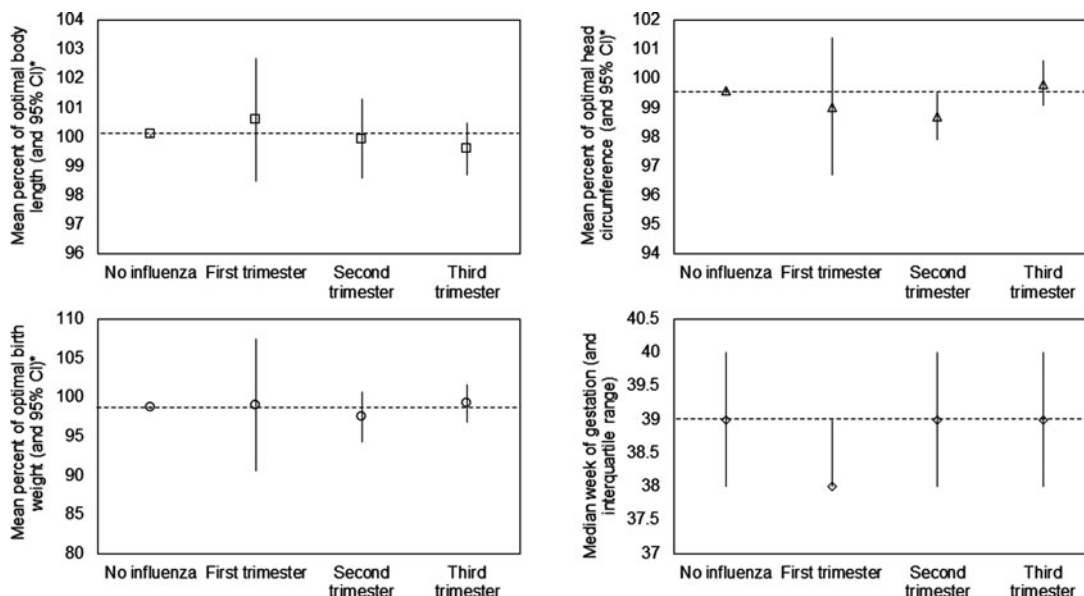 Mean percent of optimal body
length (and 95% CI)*
104
103
102
101
100
99
98
97
96
No influenza First trimester Second
trimester Third
trimester
Mean percent of optimal head
circumference (and 95% CI)*
102
101
100
99
98
97
96
95
94
No influenza First trimester Second
trimester Third
trimester
Mean percent of optimal birth
weight (and 95% CI)*
110
105
100
95
90
85
80
No influenza First trimester Second
trimester Third
trimester
Median week of gestation (and
interquartile range)
40.5
40
39.5
39
38.5
38
37.5
37
No influenza First trimester Second
trimester Third
trimester